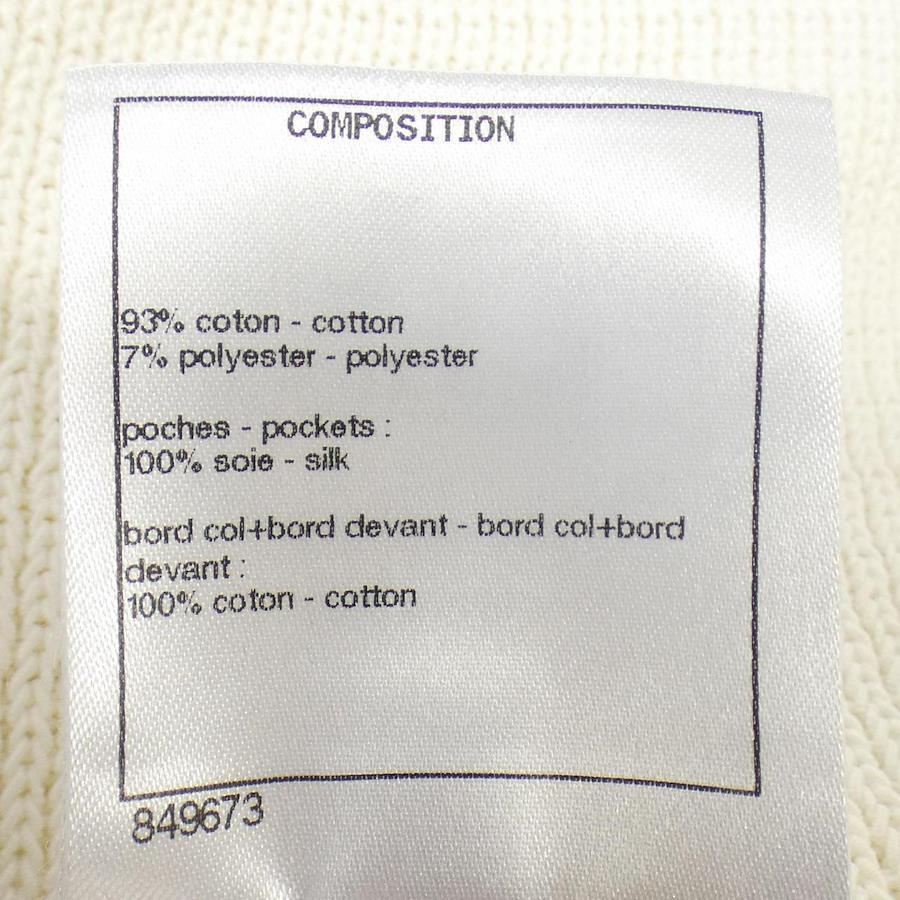 COMPOSITION
93% coton - cotton
7% polyester - polyester
poches - pockets :
100% soie - silk
bord col+bord devant - bord col+bord
devant :
100% coton - cotton
849673